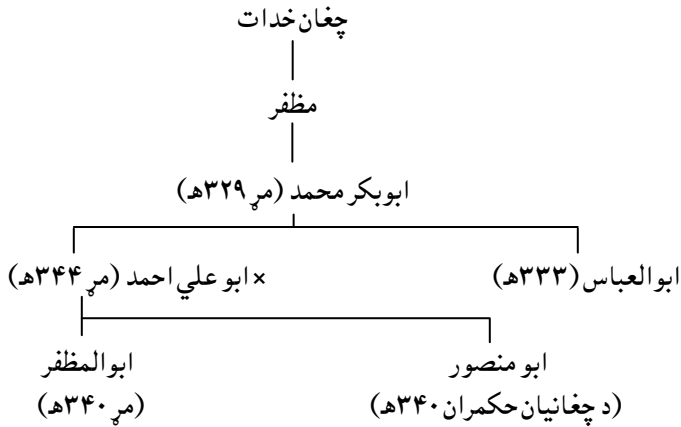 چغان خدات
مظفر
ابوبکر محمد (مړ ۳۲۹هـ)
ابوالعباس (۳۳۳هـ)
× ابو علي احمد (مړ ۳۴۴هـ)
ابو منصور
(د چغانيان حکمران ۳۴۰هـ)
ابوالمظفر
(مړ ۳۴۰هـ)